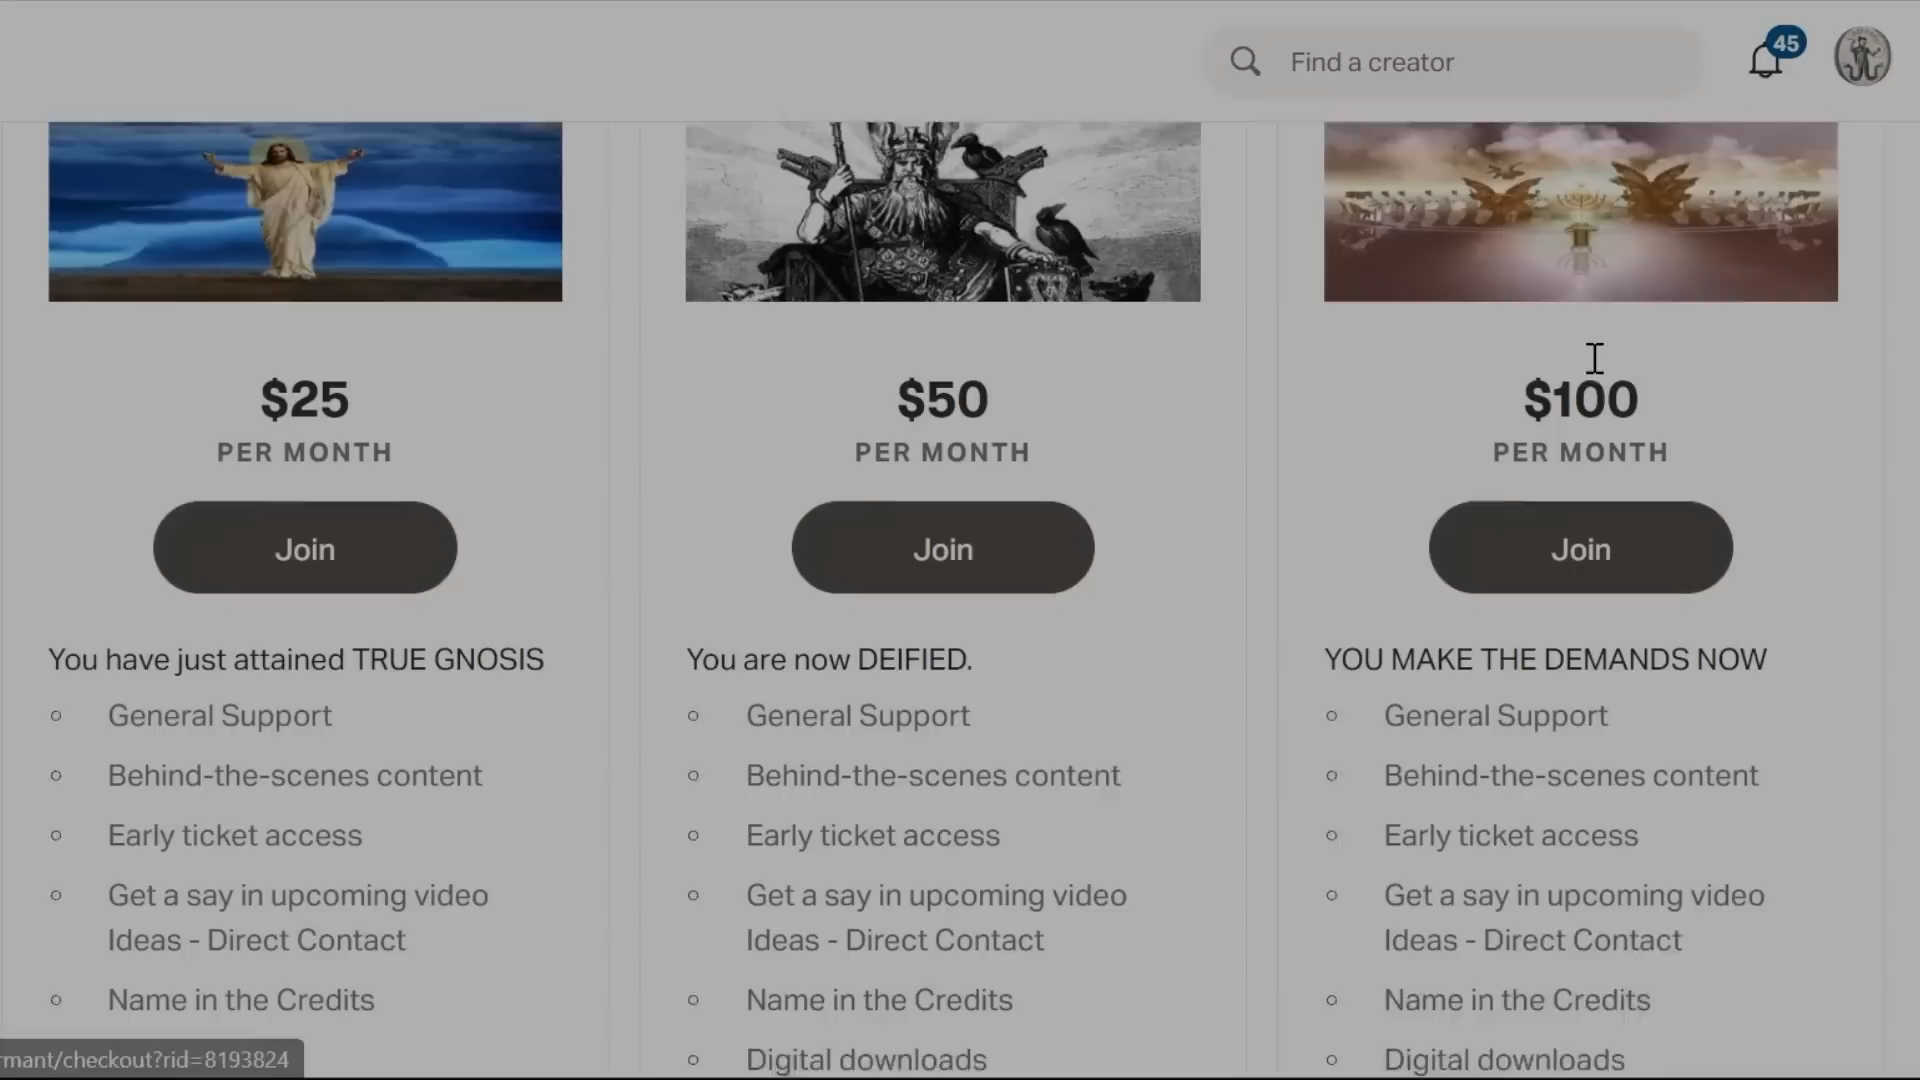 Find a creator
45
$25
PER MONTH
Join
You have just attained TRUE GNOSIS
General Support
Behind-the-scenes content
Early ticket access
Get a say in upcoming video
Ideas - Direct Contact
Name in the Credits
$50
PER MONTH
Join
You are now DEIFIED.
General Support
Behind-the-scenes content
Early ticket access
Get a say in upcoming video
Ideas - Direct Contact
Name in the Credits
Digital downloads
$100
PER MONTH
Join
YOU MAKE THE DEMANDS NOW
General Support
Behind-the-scenes content
Early ticket access
Get a say in upcoming video
Ideas - Direct Contact
Name in the Credits
Digital downloads
rmant/checkout?rid=8193824